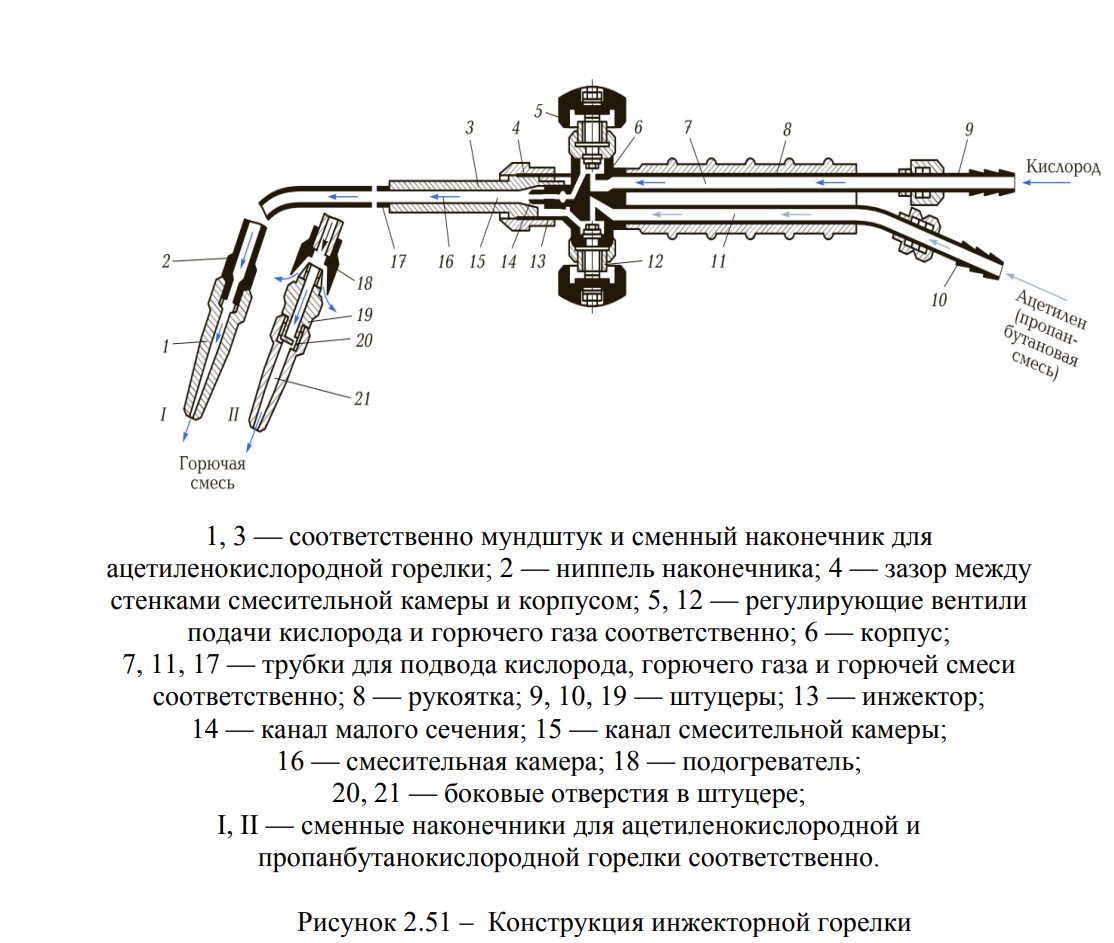 5
3
4
6
7
8
9
Кислород
2
17
16
15
14
13
12
11
18
10
Ацетилен
(пропан-
бутановая
смесь)
19
1
20
21
I
II
Горючая
смесь
1, 3 — соответственно мундштук и сменный наконечник для
ацетиленокислородной горелки; 2 — ниппель наконечника; 4 — зазор между
стенками смесительной камеры и корпусом; 5, 12 — регулирующие вентили
подачи кислорода и горючего газа соответственно; 6 — корпус;
7, 11, 17 — трубки для подвода кислорода, горючего газа и горючей смеси
соответственно; 8 — рукоятка; 9, 10, 19 — штуцеры; 13 — инжектор;
14 — канал малого сечения; 15 — канал смесительной камеры;
16 — смесительная камера; 18 — подогреватель;
20, 21 — боковые отверстия в штуцере;
I, II — сменные наконечники для ацетиленокислородной и
пропанбутанокислородной горелки соответственно.
Рисунок 2.51 – Конструкция инжекторной горелки